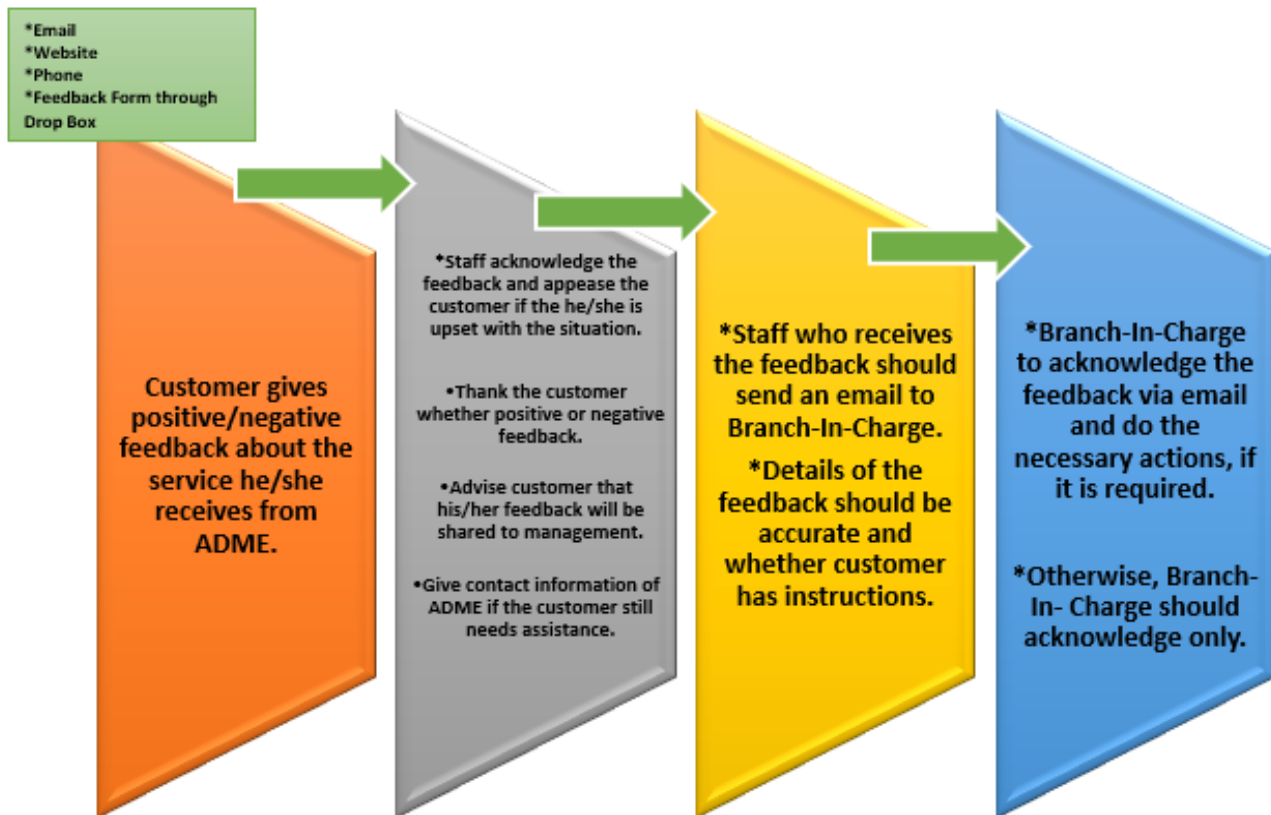 *Email
*Website
*Phone
*Feedback Form through
Drop Box
Customer gives
positive/negative
feedback about the
service he/she
receives from
ADME.
*Staff acknowledge the
feedback and appease the
customer if the he/she is
upset with the situation.
•Thank the customer
whether positive or negative
feedback.
•Advise customer that
his/her feedback will be
shared to management.
•Give contact information of
ADME if the customer still
needs assistance.
*Staff who receives
the feedback should
send an email to
Branch-In-Charge.
*Details of the
feedback should be
accurate and
whether customer
has instructions.
*Branch-In-Charge
to acknowledge the
feedback via email
and do the
necessary actions, if
it is required.
*Otherwise, Branch-
In- Charge should
acknowledge only.